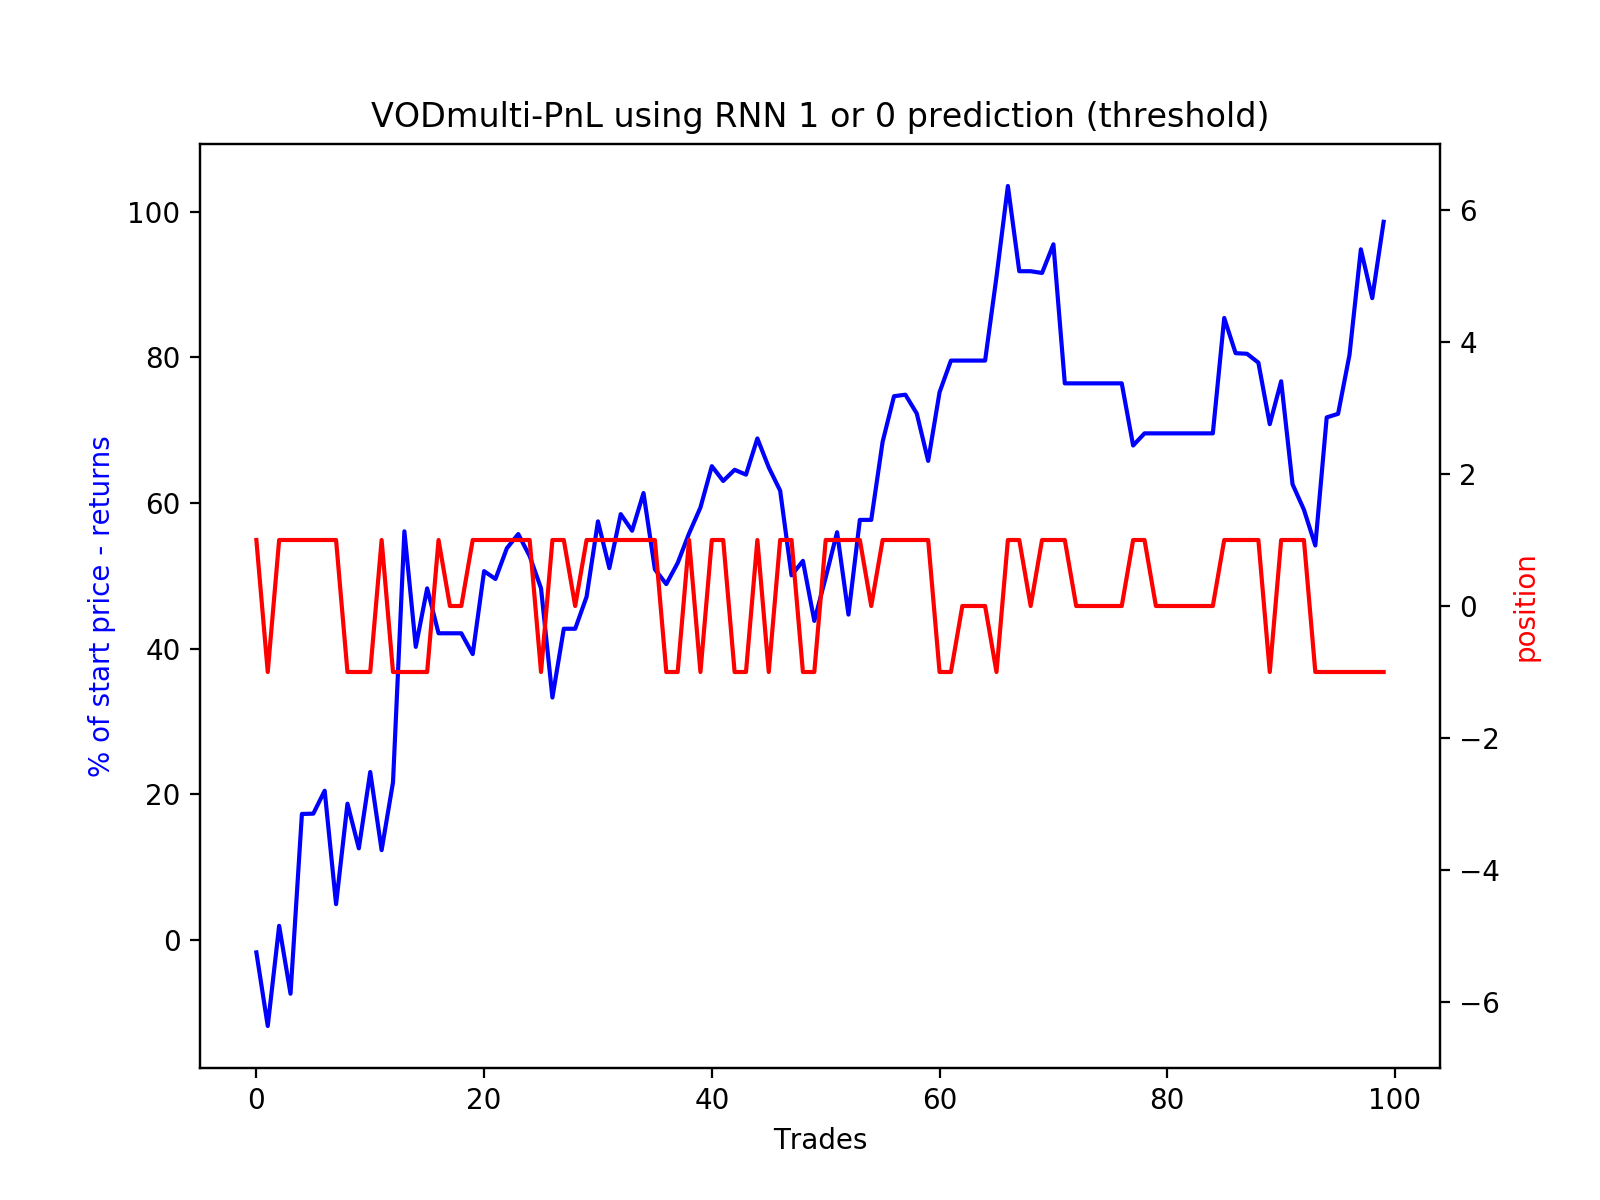 VODmulti-PnL using RNN 1 or 0 prediction (threshold)
100
80
60
40
20
0
% of start price - returns
6
4
2
0
−2
−4
−6
position
0 20 40 60 80 100
Trades